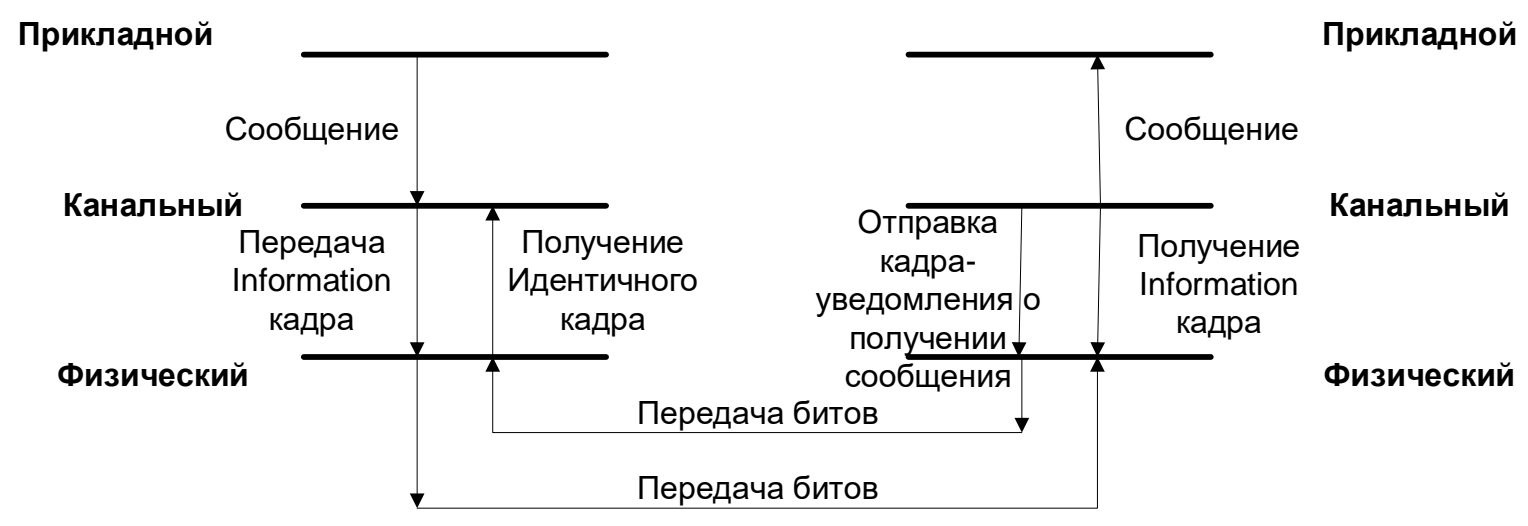 Прикладной
Прикладной
Сообщение
Сообщение
Канальный
Канальный
Передача
Information
кадра
Получение
Идентичного
кадра
Отправка
кадра-
уведомления о
получении
сообщения
Получение
Information
кадра
Физический
Физический
Передача битов
Передача битов